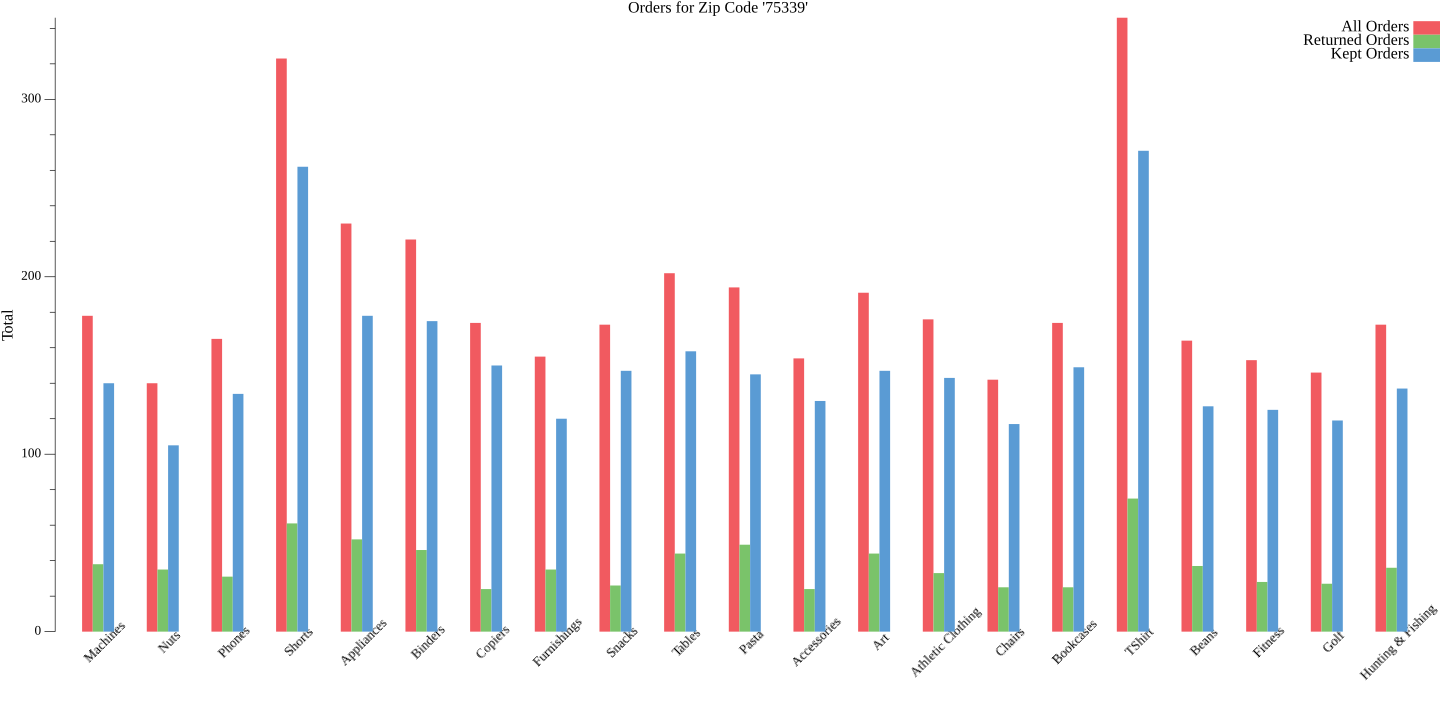 Orders for Zip Code '75339'
All Orders
Returned Orders
Kept Orders
Total
300
200
100
0
Machines
Nuts
Phones
Shorts
Appliances
Binders
Copiers
Furnishings
Snacks
Tables
Pasta
Accessories
Art
Athletic Clothing
Chairs
Bookcases
TShirt
Beans
Fitness
Golf
Hunting & Fishing